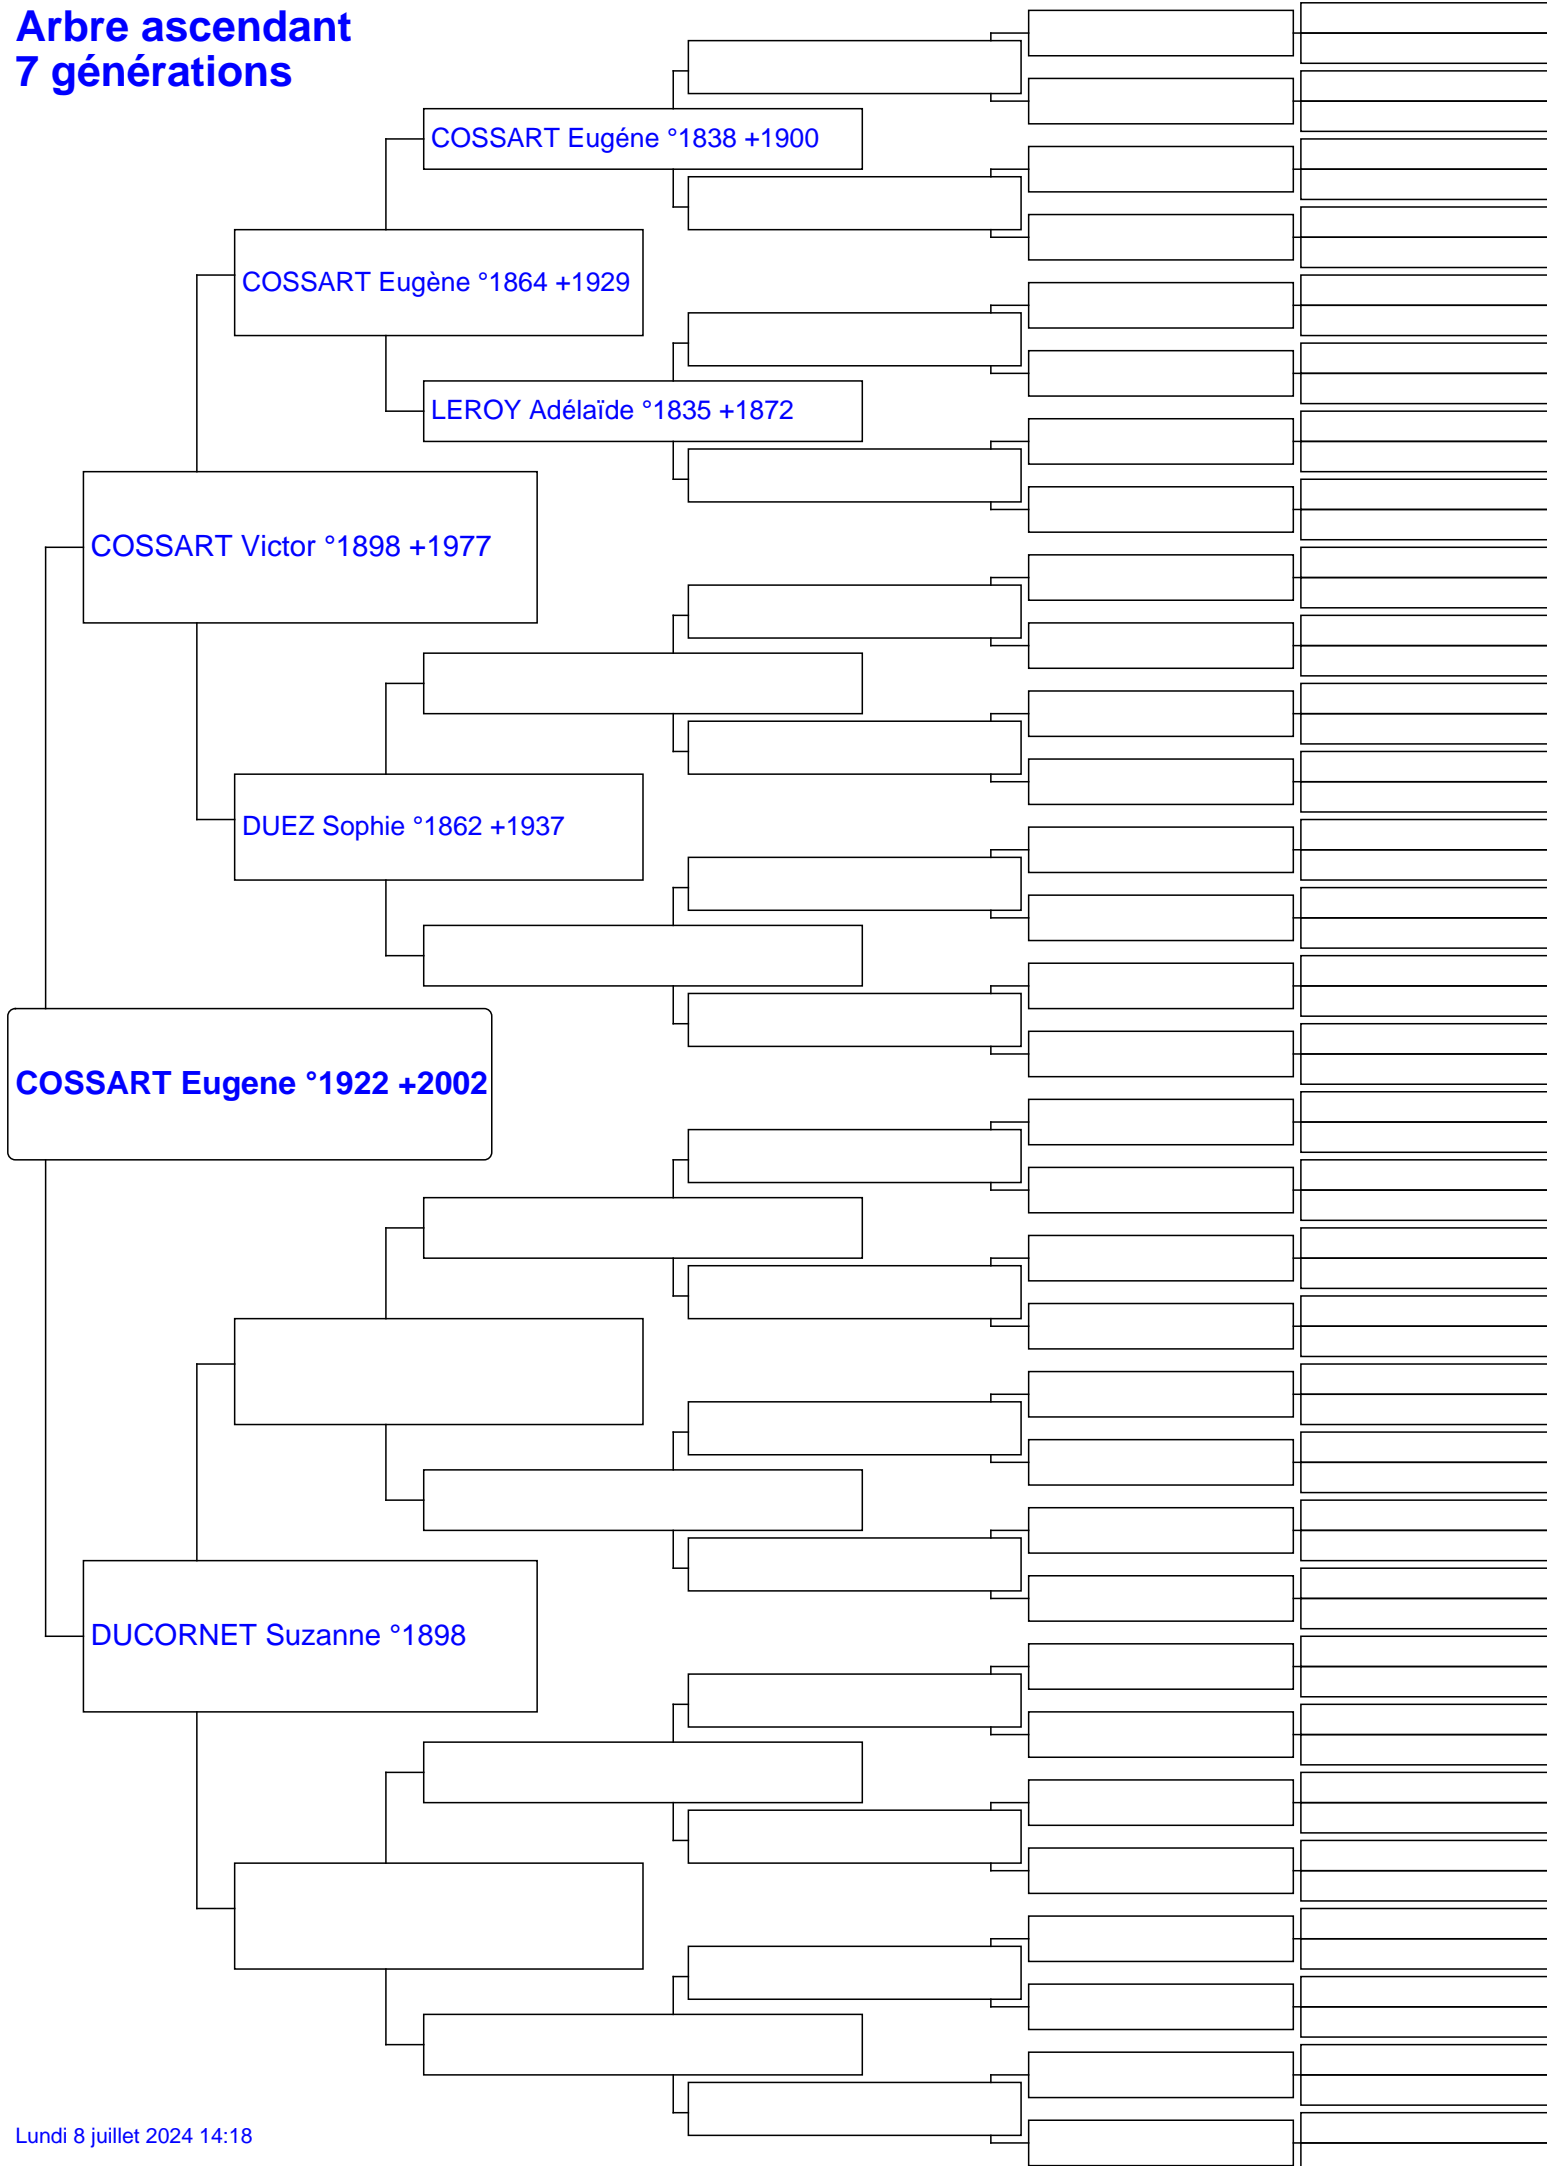 Arbre ascendant
7 générations
COSSART Eugéne °1838 +1900
COSSART Eugène °1864 +1929
LEROY Adélaïde °1835 +1872
COSSART Victor °1898 +1977
DUEZ Sophie °1862 +1937
COSSART Eugene °1922 +2002
DUCORNET Suzanne °1898
Lundi 8 juillet 2024 14:18